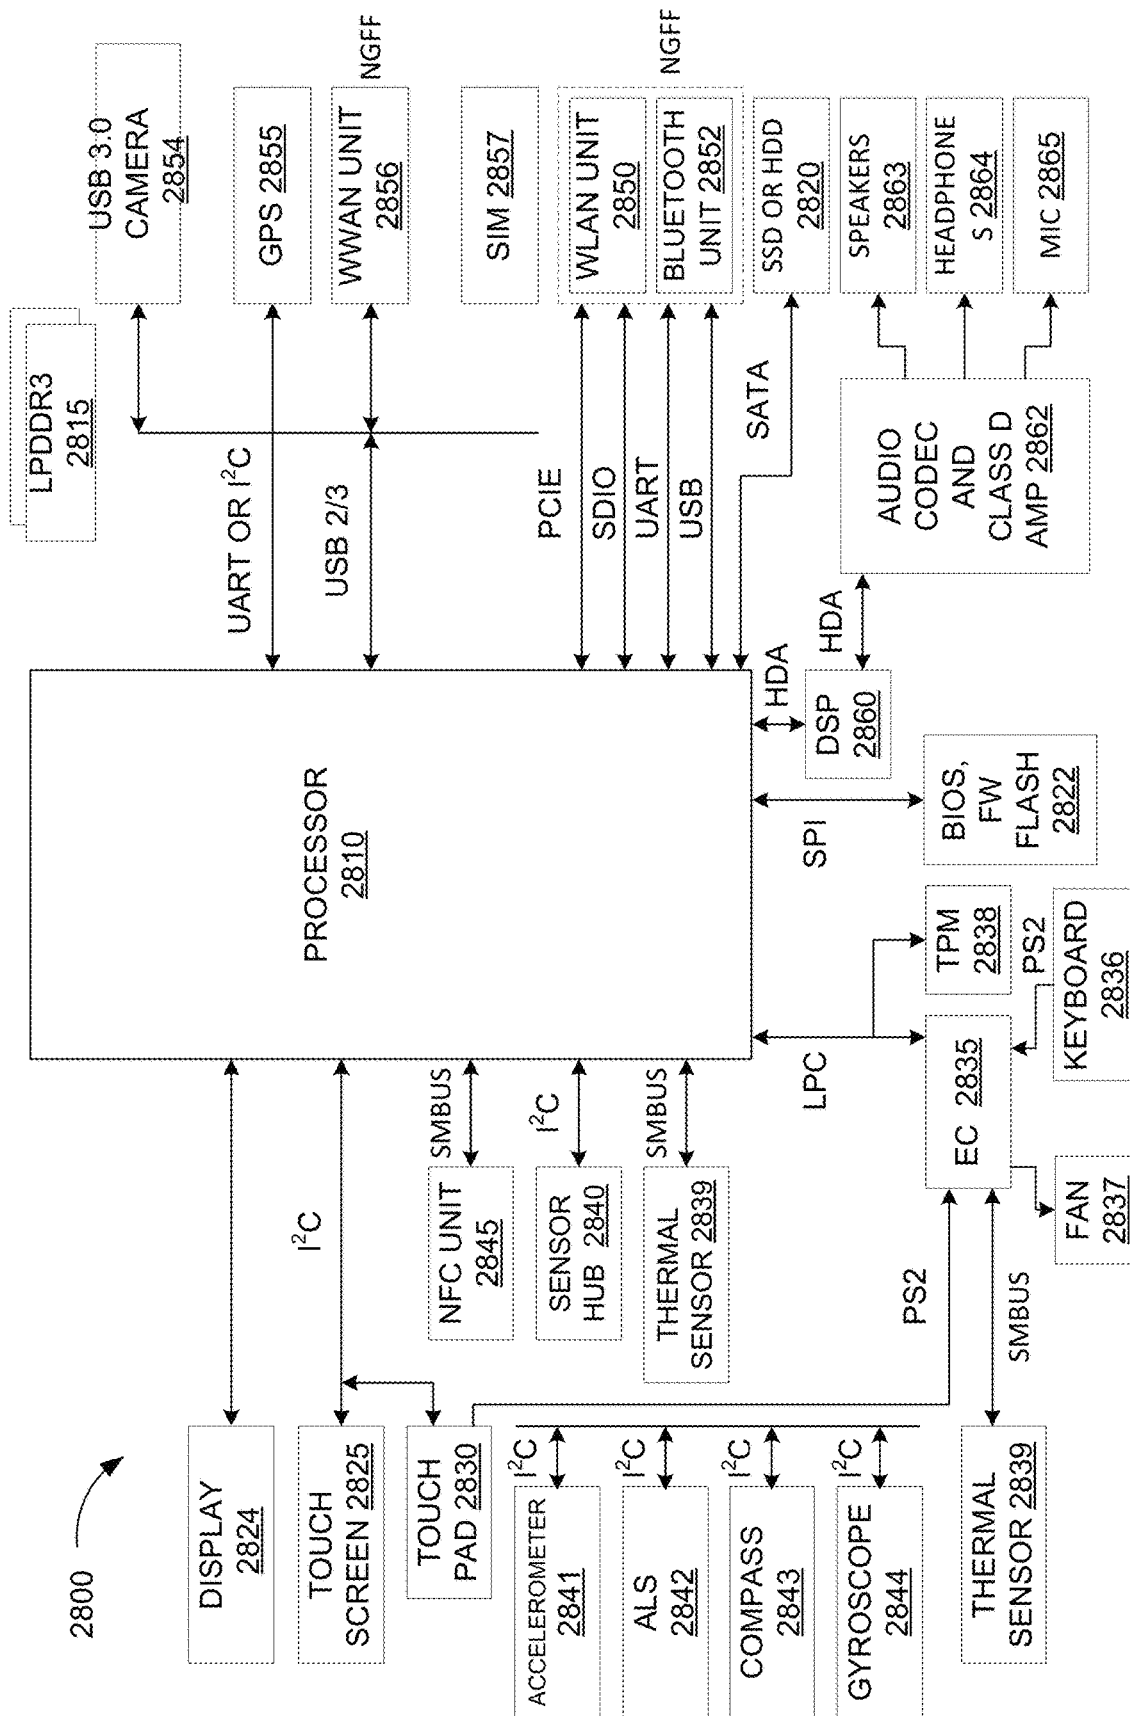 2800
DISPLAY
2824
TOUCH
SCREEN 2825
TOUCH
PAD 2830
ACCELEROMETER
2841
ALS
2842
COMPASS
2843
GYROSCOPE
2844
THERMAL
SENSOR 2839
I²C
I²C
I²C
I²C
I²C
SMBUS
PS2
NFC UNIT
2845
SENSOR
HUB 2840
THERMAL
SENSOR 2839
SMBUS
I²C
SMBUS
FAN
2837
EC 2835
KEYBOARD
2836
PS2
LPC
TPM
2838
PROCESSOR
2810
SPI
BIOS,
FW
FLASH
2822
HDA
DSP
2860
HDA
AUDIO
CODEC
AND
CLASS D
AMP 2862
LPDDR3
2815
UART OR I²C
USB 2/3
PCIE
SDIO
UART
USB
SATA
USB 3.0
CAMERA
2854
GPS 2855
WWAN UNIT
2856
NGFF
SIM 2857
WLAN UNIT
2850
BLUETOOTH
UNIT 2852
NGFF
SSD OR HDD
2820
SPEAKERS
2863
HEADPHONE
S 2864
MIC 2865